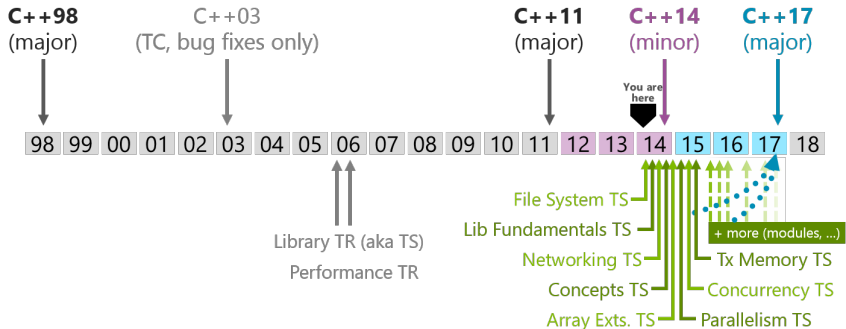 C++98
(major)
C++03
(TC, bug fixes only)
C++11
(major)
C++14
(minor)
C++17
(major)
You are
here
98 99 00 01 02 03 04 05 06 07 08 09 10 11 12 13 14 15 16 17 18
File System TS
Lib Fundamentals TS
+ more (modules, ...)
Library TR (aka TS)
Networking TS
Tx Memory TS
Performance TR
Concepts TS
Concurrency TS
Array Exts. TS
Parallelism TS